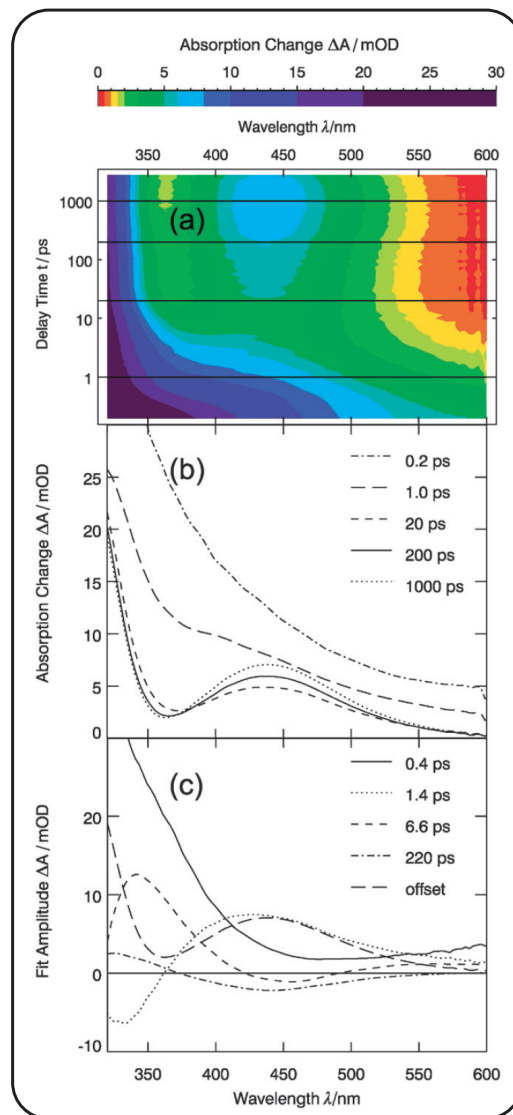 Absorption Change ΔA / mOD
0 5 10 15 20 25 30
Wavelength λ/nm
350 400 450 500 550 600
Delay Time t / ps
1000
100
10
1
(a)
Absorption Change ΔA / mOD
25
20
15
10
5
0
(b)
0.2 ps
1.0 ps
20 ps
200 ps
1000 ps
Fit Amplitude ΔA / mOD
20
10
0
-10
(c)
0.4 ps
1.4 ps
6.6 ps
220 ps
offset
350 400 450 500 550 600
Wavelength λ/nm